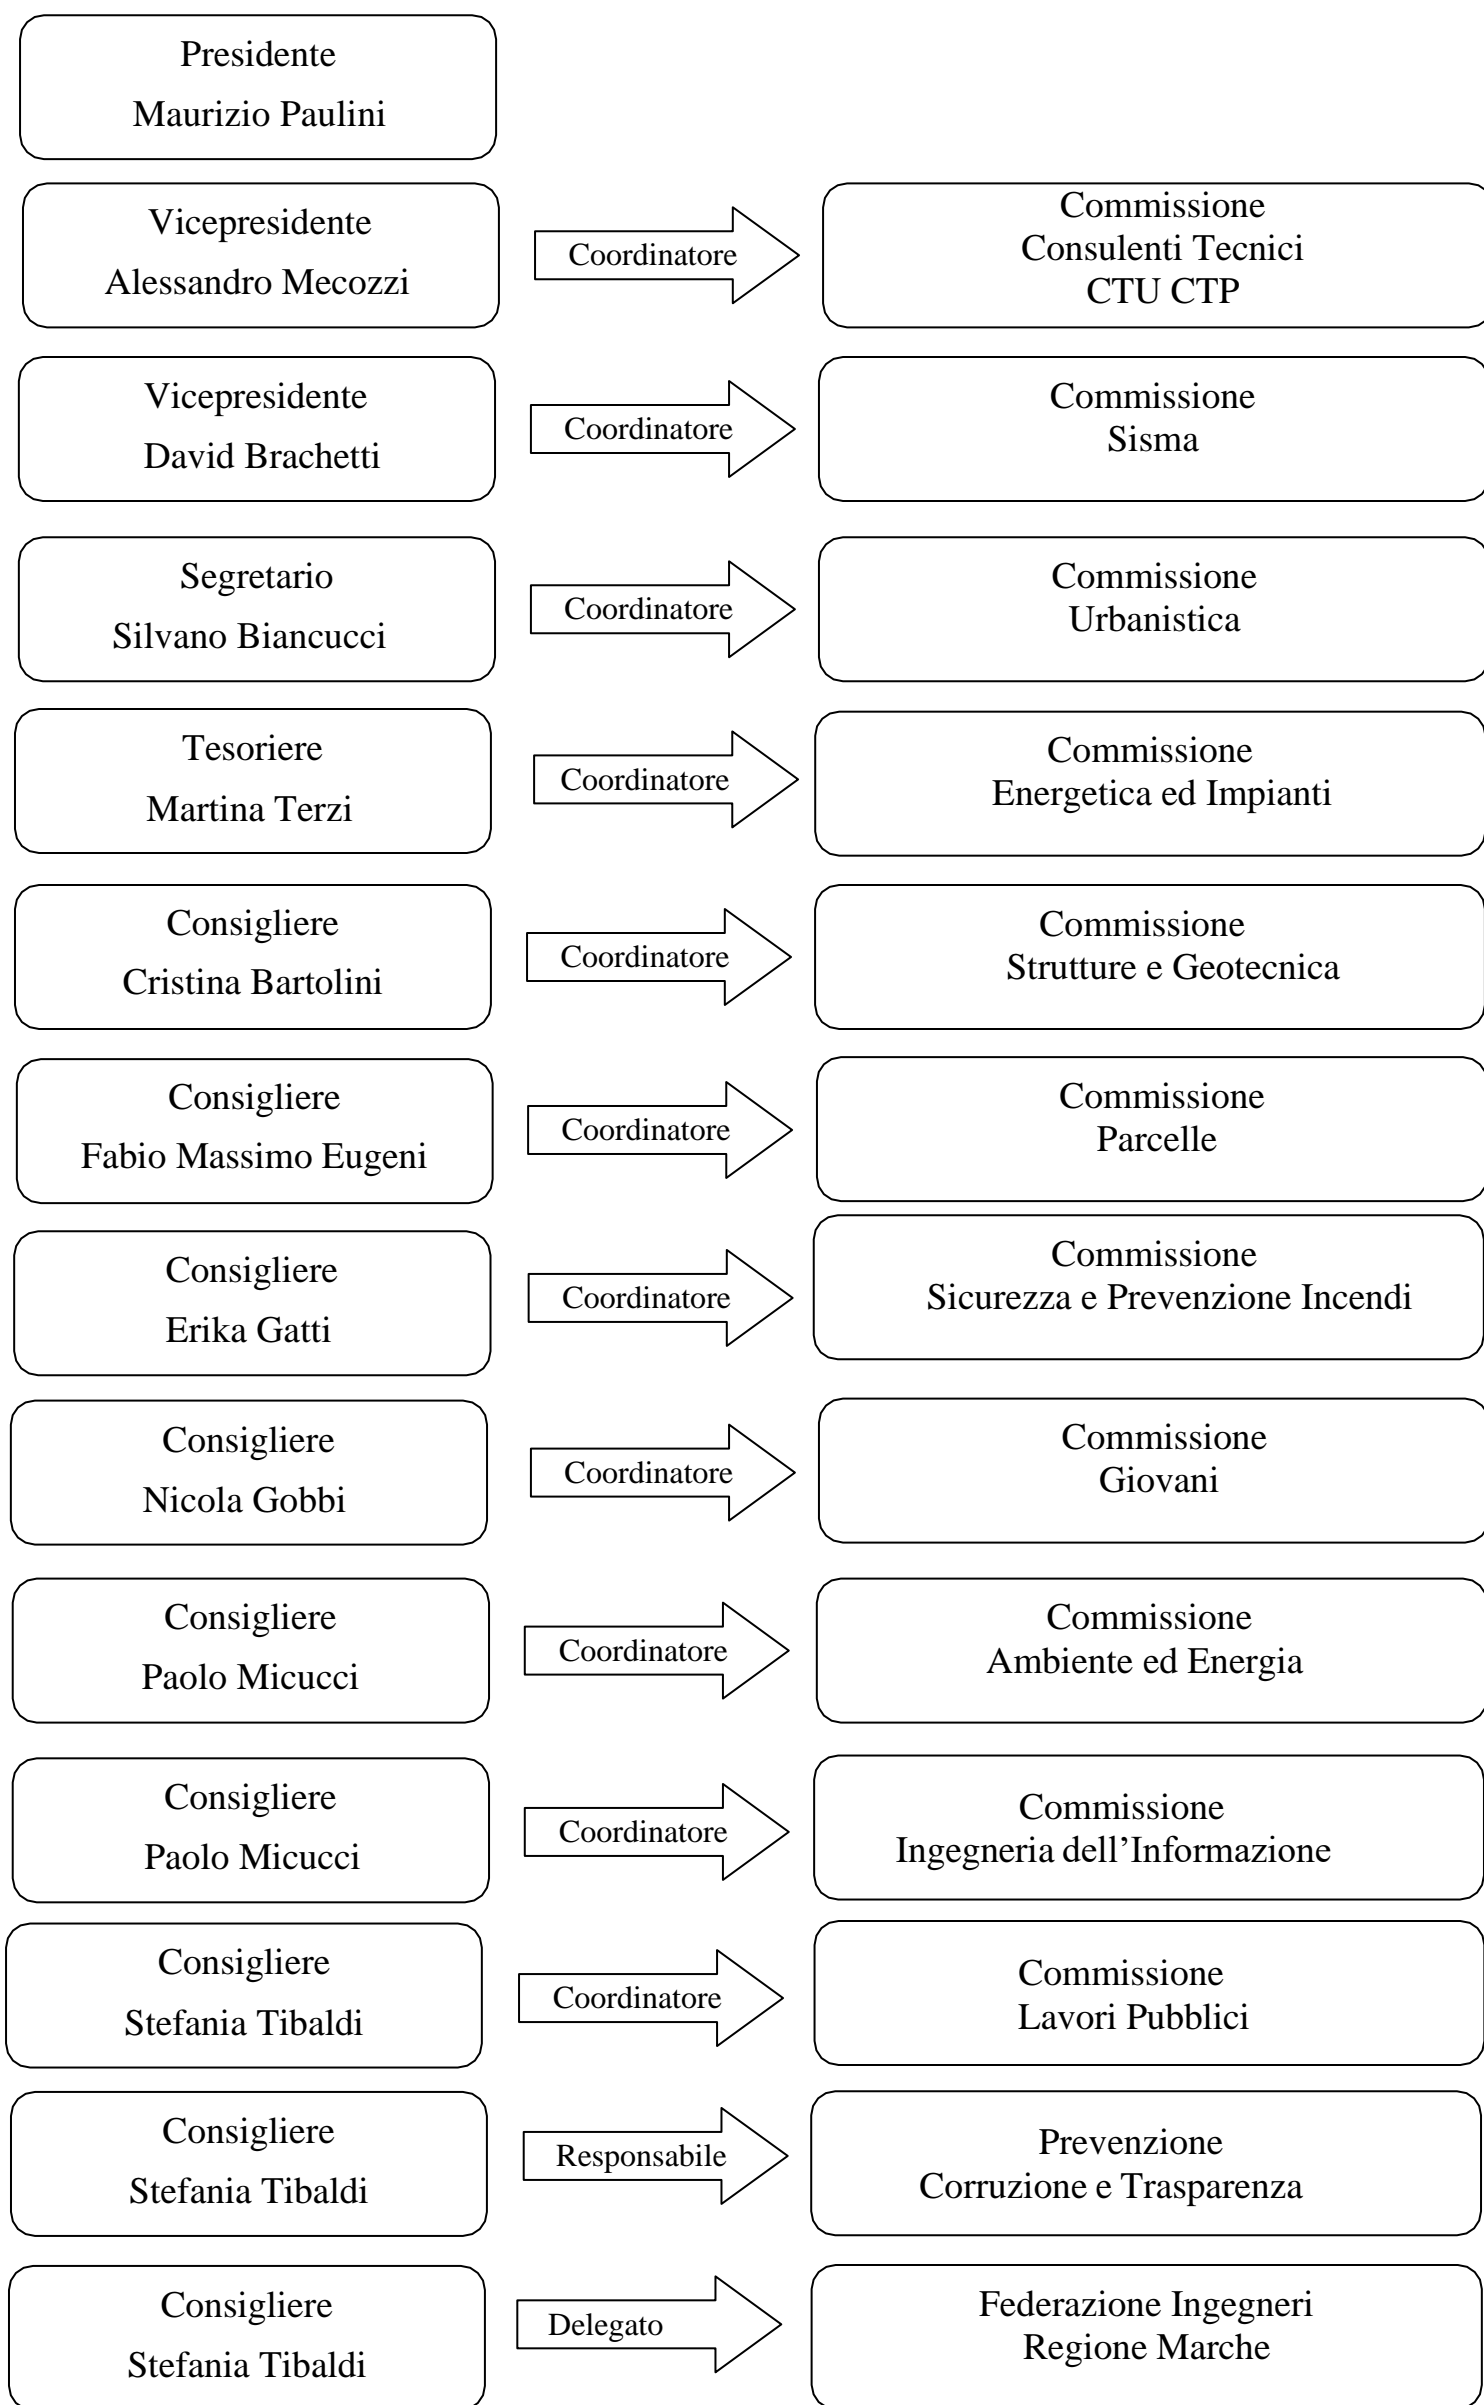 Presidente
Maurizio Paulini
Vicepresidente
Alessandro Mecozzi
Coordinatore
Commissione
Consulenti Tecnici
CTU CTP
Vicepresidente
David Brachetti
Coordinatore
Commissione
Sisma
Segretario
Silvano Biancucci
Coordinatore
Commissione
Urbanistica
Tesoriere
Martina Terzi
Coordinatore
Commissione
Energetica ed Impianti
Consigliere
Cristina Bartolini
Coordinatore
Commissione
Strutture e Geotecnica
Consigliere
Fabio Massimo Eugeni
Coordinatore
Commissione
Parcelle
Consigliere
Erika Gatti
Coordinatore
Commissione
Sicurezza e Prevenzione Incendi
Consigliere
Nicola Gobbi
Coordinatore
Commissione
Giovani
Consigliere
Paolo Micucci
Coordinatore
Commissione
Ambiente ed Energia
Consigliere
Paolo Micucci
Coordinatore
Commissione
Ingegneria dell’Informazione
Consigliere
Stefania Tibaldi
Coordinatore
Commissione
Lavori Pubblici
Consigliere
Stefania Tibaldi
Responsabile
Prevenzione
Corruzione e Trasparenza
Consigliere
Stefania Tibaldi
Delegato
Federazione Ingegneri
Regione Marche